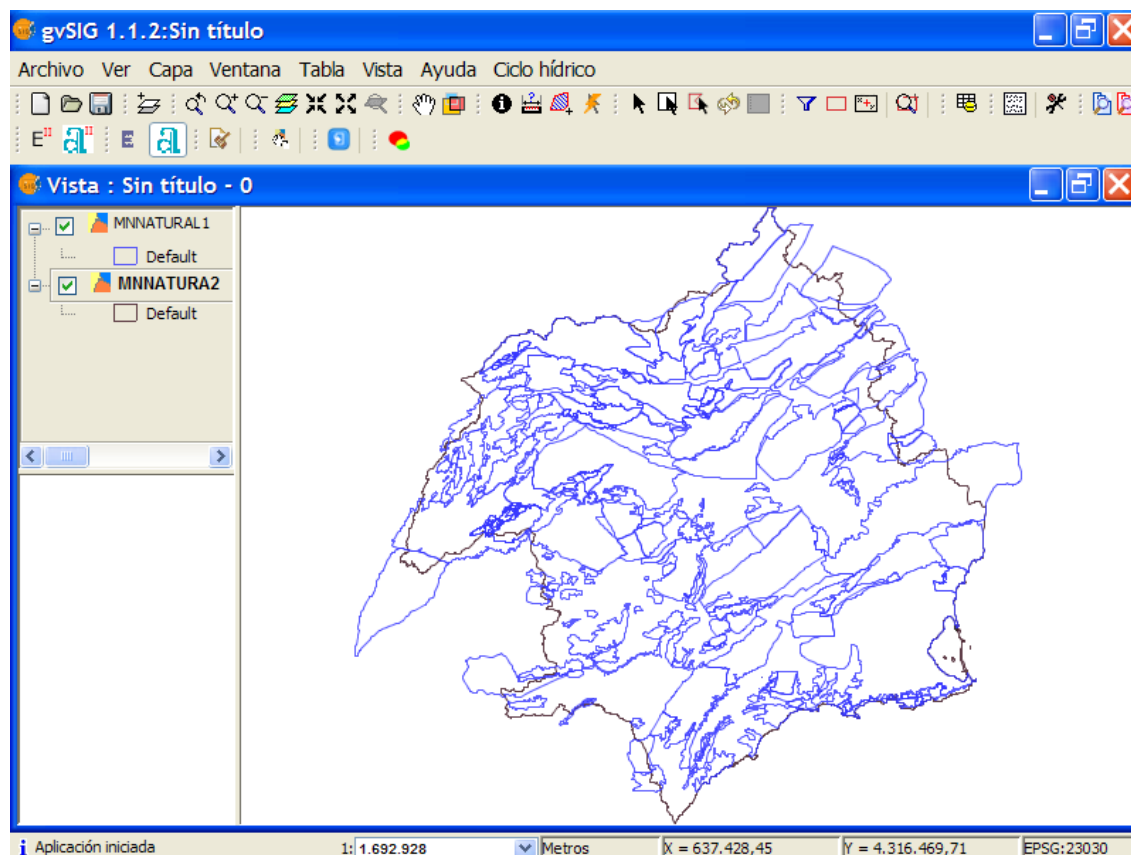 gvSIG 1.1.2:Sin título
Archivo Ver Capa Ventana Tabla Vista Ayuda Ciclo hídrico
Vista : Sin título - 0
MNNATURAL1
Default
MNNATURA2
Default
Aplicación iniciada 1: 1.692.928 Metros X = 637.428,45 Y = 4.316.469,71 EPSG:23030